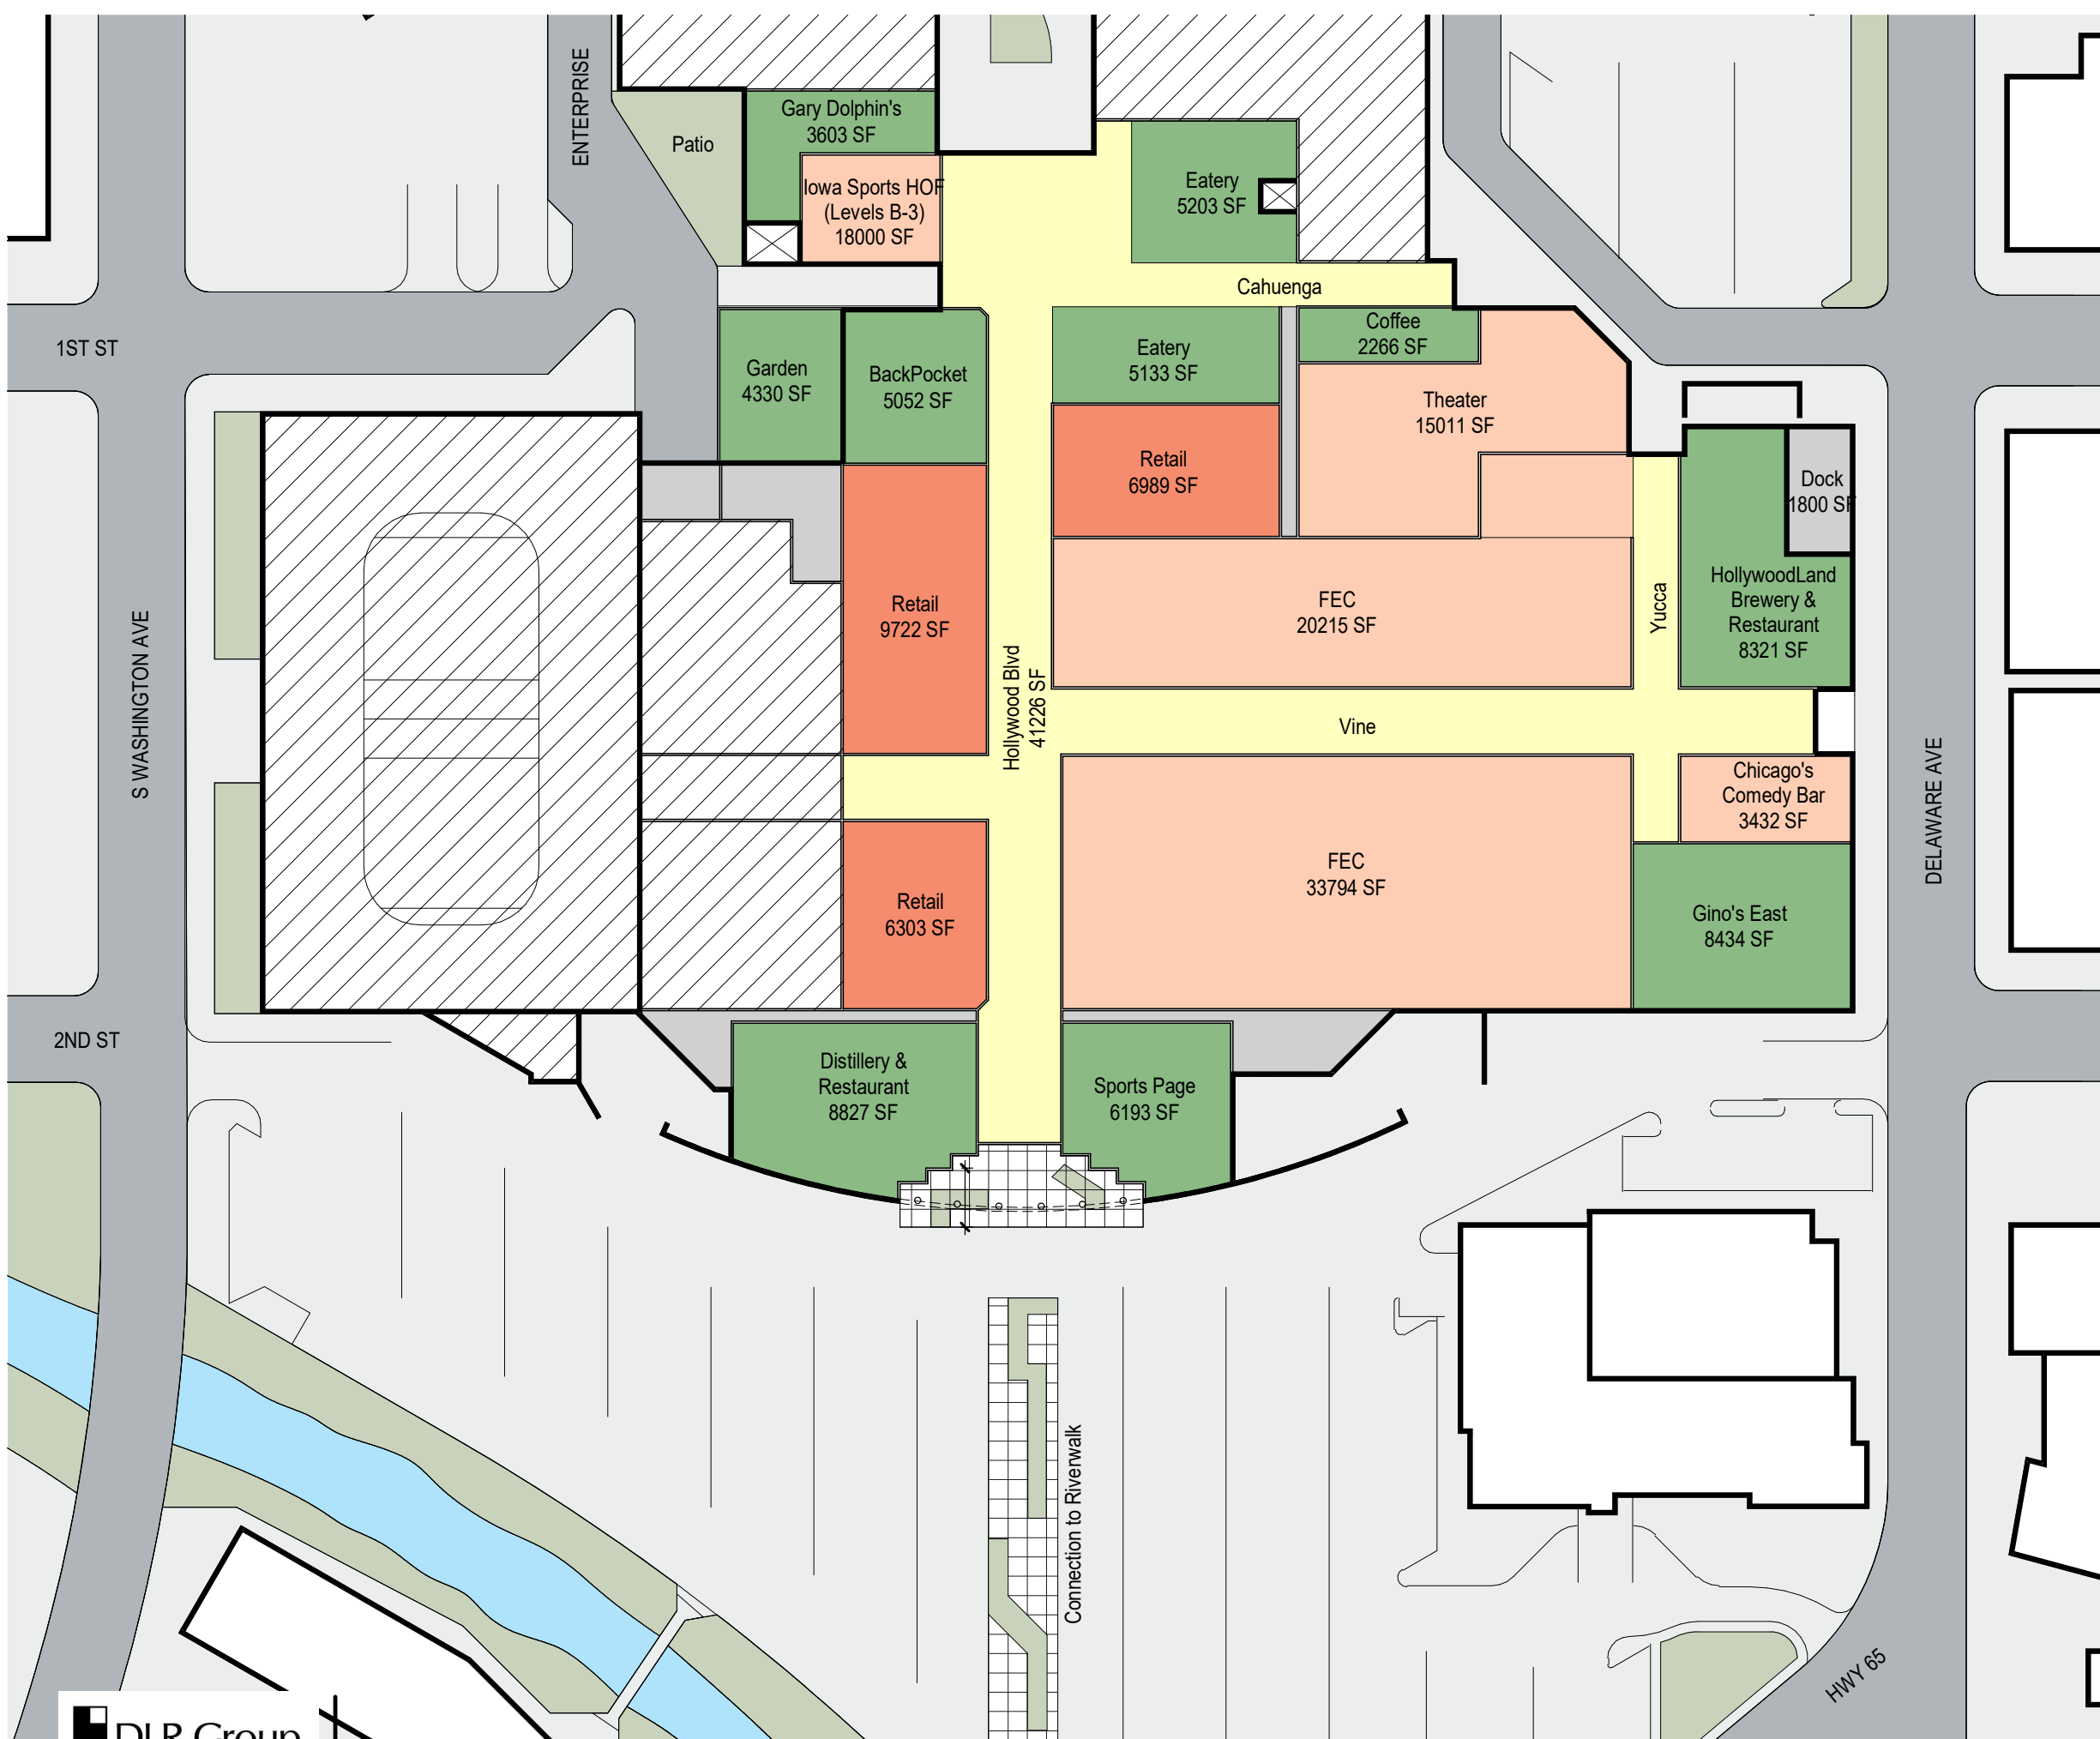 ENTERPRISE
Gary Dolphin's
3603 SF
Patio
Iowa Sports HOF
(Levels B-3)
18000 SF
Eatery
5203 SF
Cahuenga
1ST ST
Garden
4330 SF
BackPocket
5052 SF
Eatery
5133 SF
Coffee
2266 SF
Theater
15011 SF
Retail
6989 SF
Dock
1800 SF
S WASHINGTON AVE
Retail
9722 SF
Hollywood Blvd
41226 SF
FEC
20215 SF
Yucca
HollywoodLand
Brewery &
Restaurant
8321 SF
Vine
Chicago's
Comedy Bar
3432 SF
DELAWARE AVE
Retail
6303 SF
FEC
33794 SF
Gino's East
8434 SF
2ND ST
Distillery &
Restaurant
8827 SF
Sports Page
6193 SF
Connection to Riverwalk
HWY 65
DLR Group